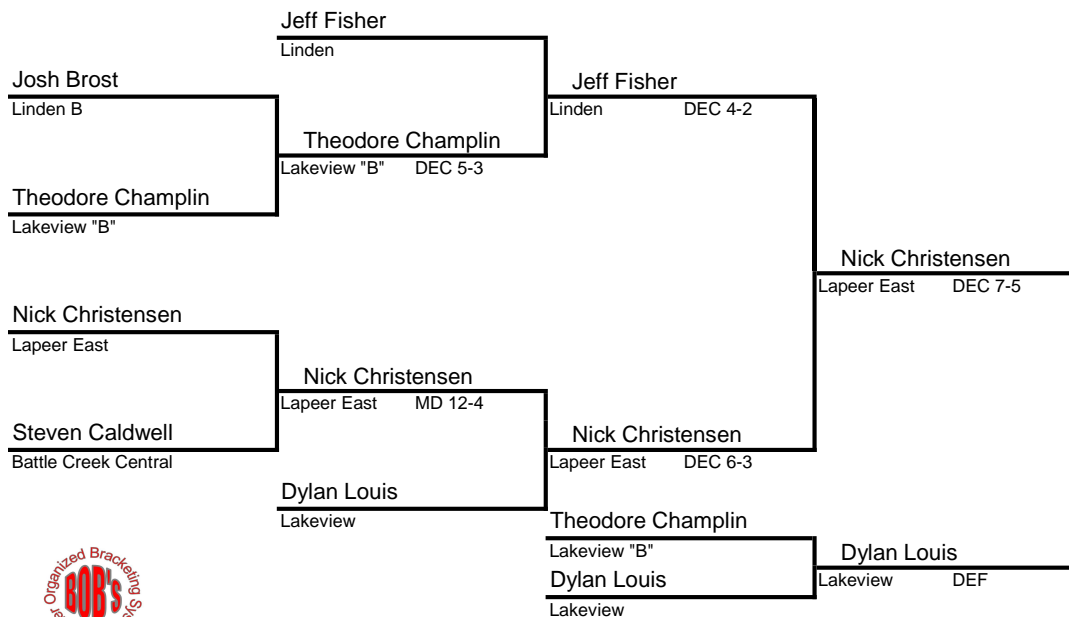 Jeff Fisher
Linden
Josh Brost
Linden B
Jeff Fisher
Linden DEC 4-2
Theodore Champlin
Lakeview "B" DEC 5-3
Theodore Champlin
Lakeview "B"
Nick Christensen
Lapeer East DEC 7-5
Nick Christensen
Lapeer East
Nick Christensen
Lapeer East MD 12-4
Steven Caldwell
Battle Creek Central
Nick Christensen
Lapeer East DEC 6-3
Dylan Louis
Lakeview
Theodore Champlin
Lakeview "B"
Dylan Louis
Lakeview DEF
Dylan Louis
Lakeview
Organized Bracketing
BOB'S